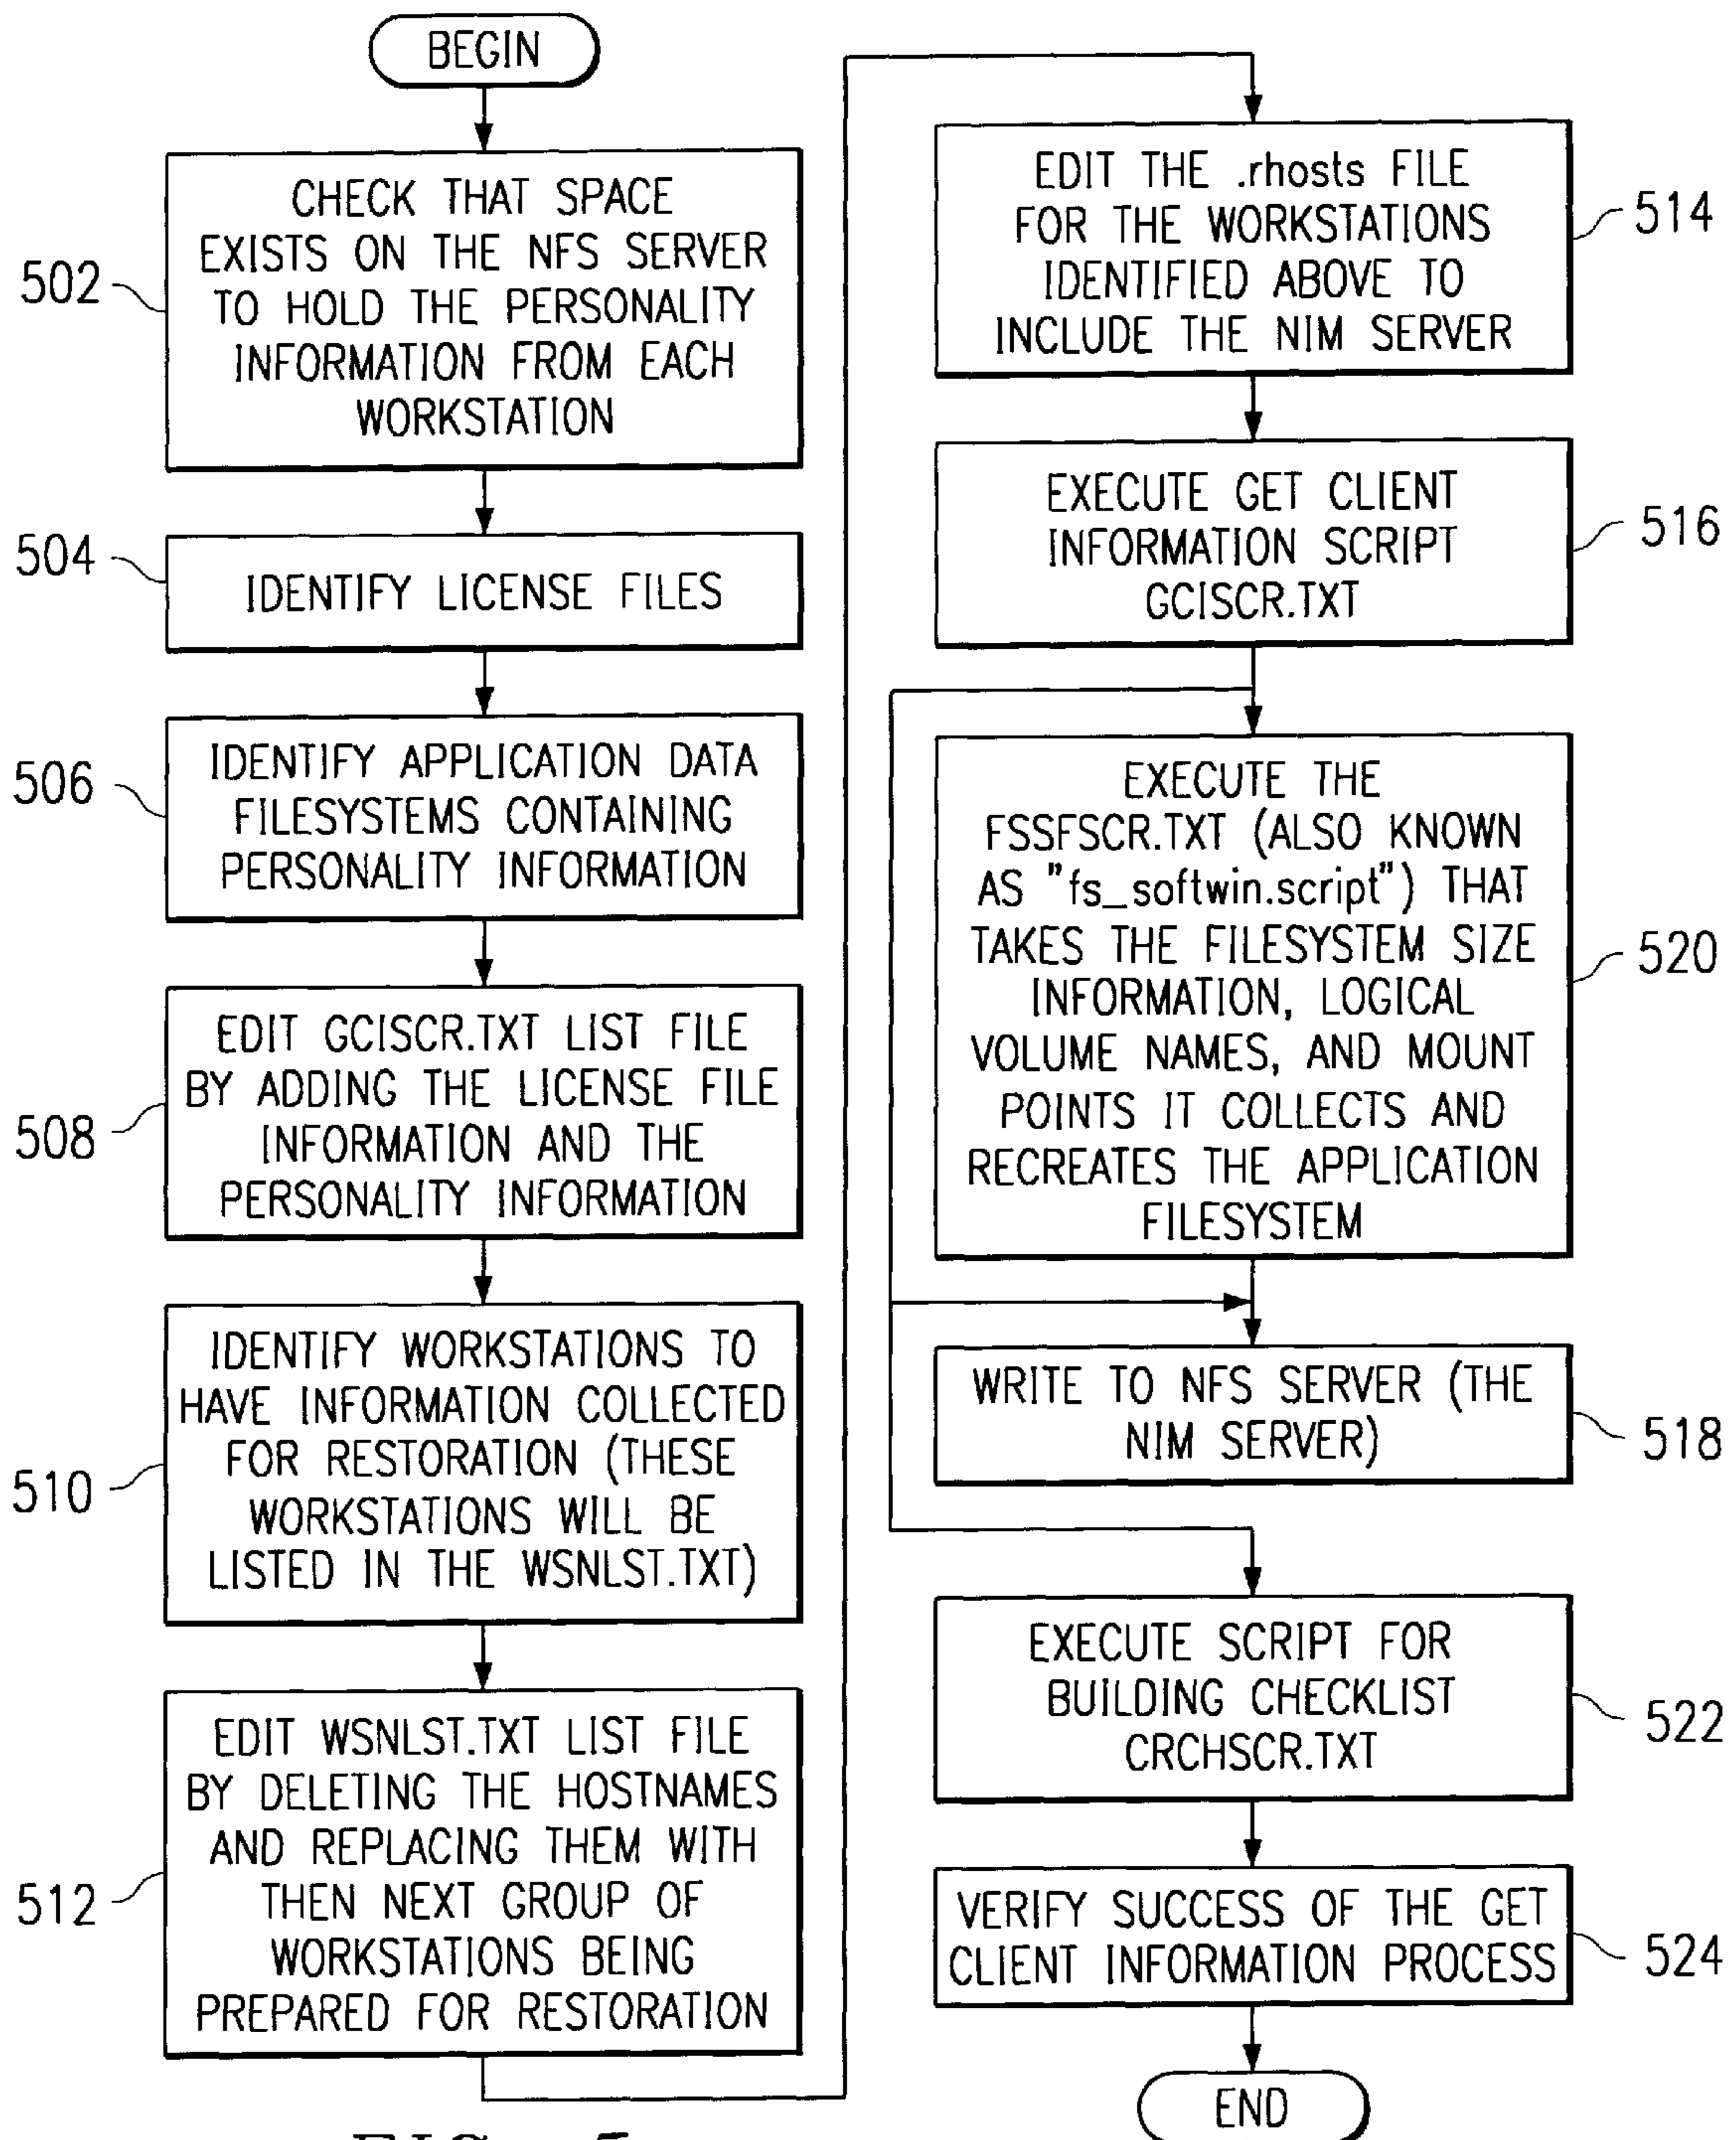 BEGIN
502
CHECK THAT SPACE
EXISTS ON THE NFS SERVER
TO HOLD THE PERSONALITY
INFORMATION FROM EACH
WORKSTATION
504
IDENTIFY LICENSE FILES
506
IDENTIFY APPLICATION DATA
FILESYSTEMS CONTAINING
PERSONALITY INFORMATION
508
EDIT GCISCR.TXT LIST FILE
BY ADDING THE LICENSE FILE
INFORMATION AND THE
PERSONALITY INFORMATION
510
IDENTIFY WORKSTATIONS TO
HAVE INFORMATION COLLECTED
FOR RESTORATION (THESE
WORKSTATIONS WILL BE
LISTED IN THE WSNLST.TXT)
512
EDIT WSNLST.TXT LIST FILE
BY DELETING THE HOSTNAMES
AND REPLACING THEM WITH
THEN NEXT GROUP OF
WORKSTATIONS BEING
PREPARED FOR RESTORATION
EDIT THE .rhosts FILE
FOR THE WORKSTATIONS
IDENTIFIED ABOVE TO
INCLUDE THE NIM SERVER
514
EXECUTE GET CLIENT
INFORMATION SCRIPT
GCISCR.TXT
516
EXECUTE THE
FSSFSCR.TXT (ALSO KNOWN
AS "fs_softwin.script") THAT
TAKES THE FILESYSTEM SIZE
INFORMATION, LOGICAL
VOLUME NAMES, AND MOUNT
POINTS IT COLLECTS AND
RECREATES THE APPLICATION
FILESYSTEM
520
WRITE TO NFS SERVER (THE
NIM SERVER)
518
EXECUTE SCRIPT FOR
BUILDING CHECKLIST
CRCHSCR.TXT
522
VERIFY SUCCESS OF THE GET
CLIENT INFORMATION PROCESS
524
END